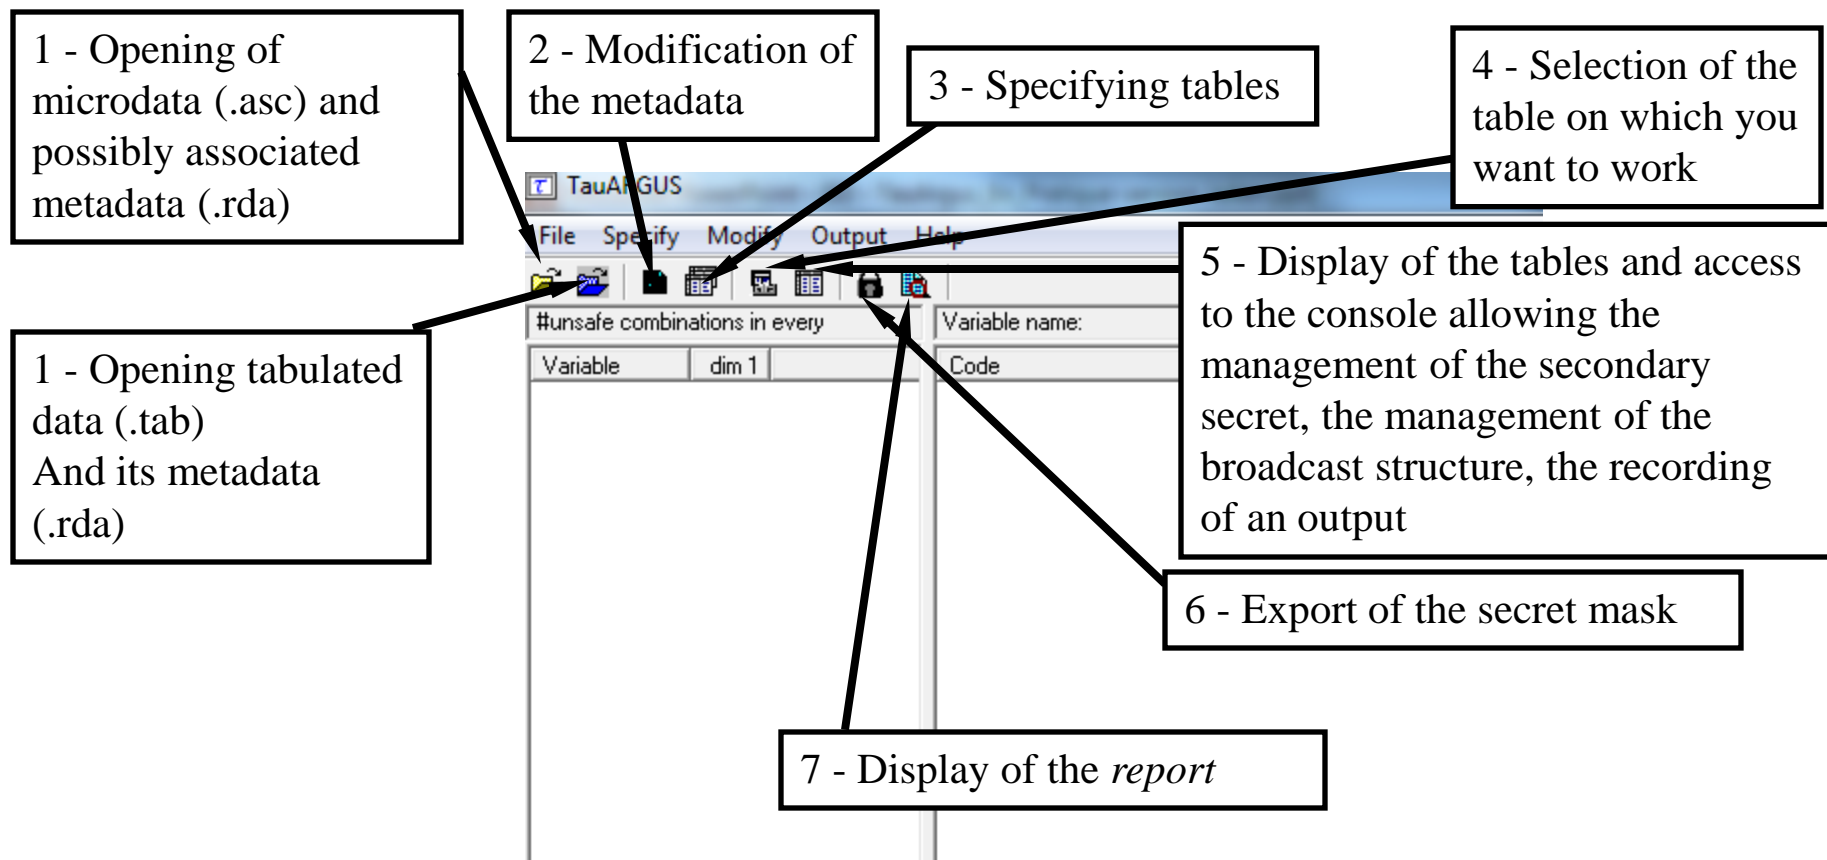 1 - Opening of
microdata (.asc) and
possibly associated
metadata (.rda)
2 - Modification of
the metadata
3 - Specifying tables
4 - Selection of the
table on which you
want to work
TauARGUS
File Specify Modify Output Help
#unsafe combinations in every
Variable name:
Variable dim 1
Code
1 - Opening tabulated
data (.tab)
And its metadata
(.rda)
5 - Display of the tables and access
to the console allowing the
management of the secondary
secret, the management of the
broadcast structure, the recording
of an output
6 - Export of the secret mask
7 - Display of the report